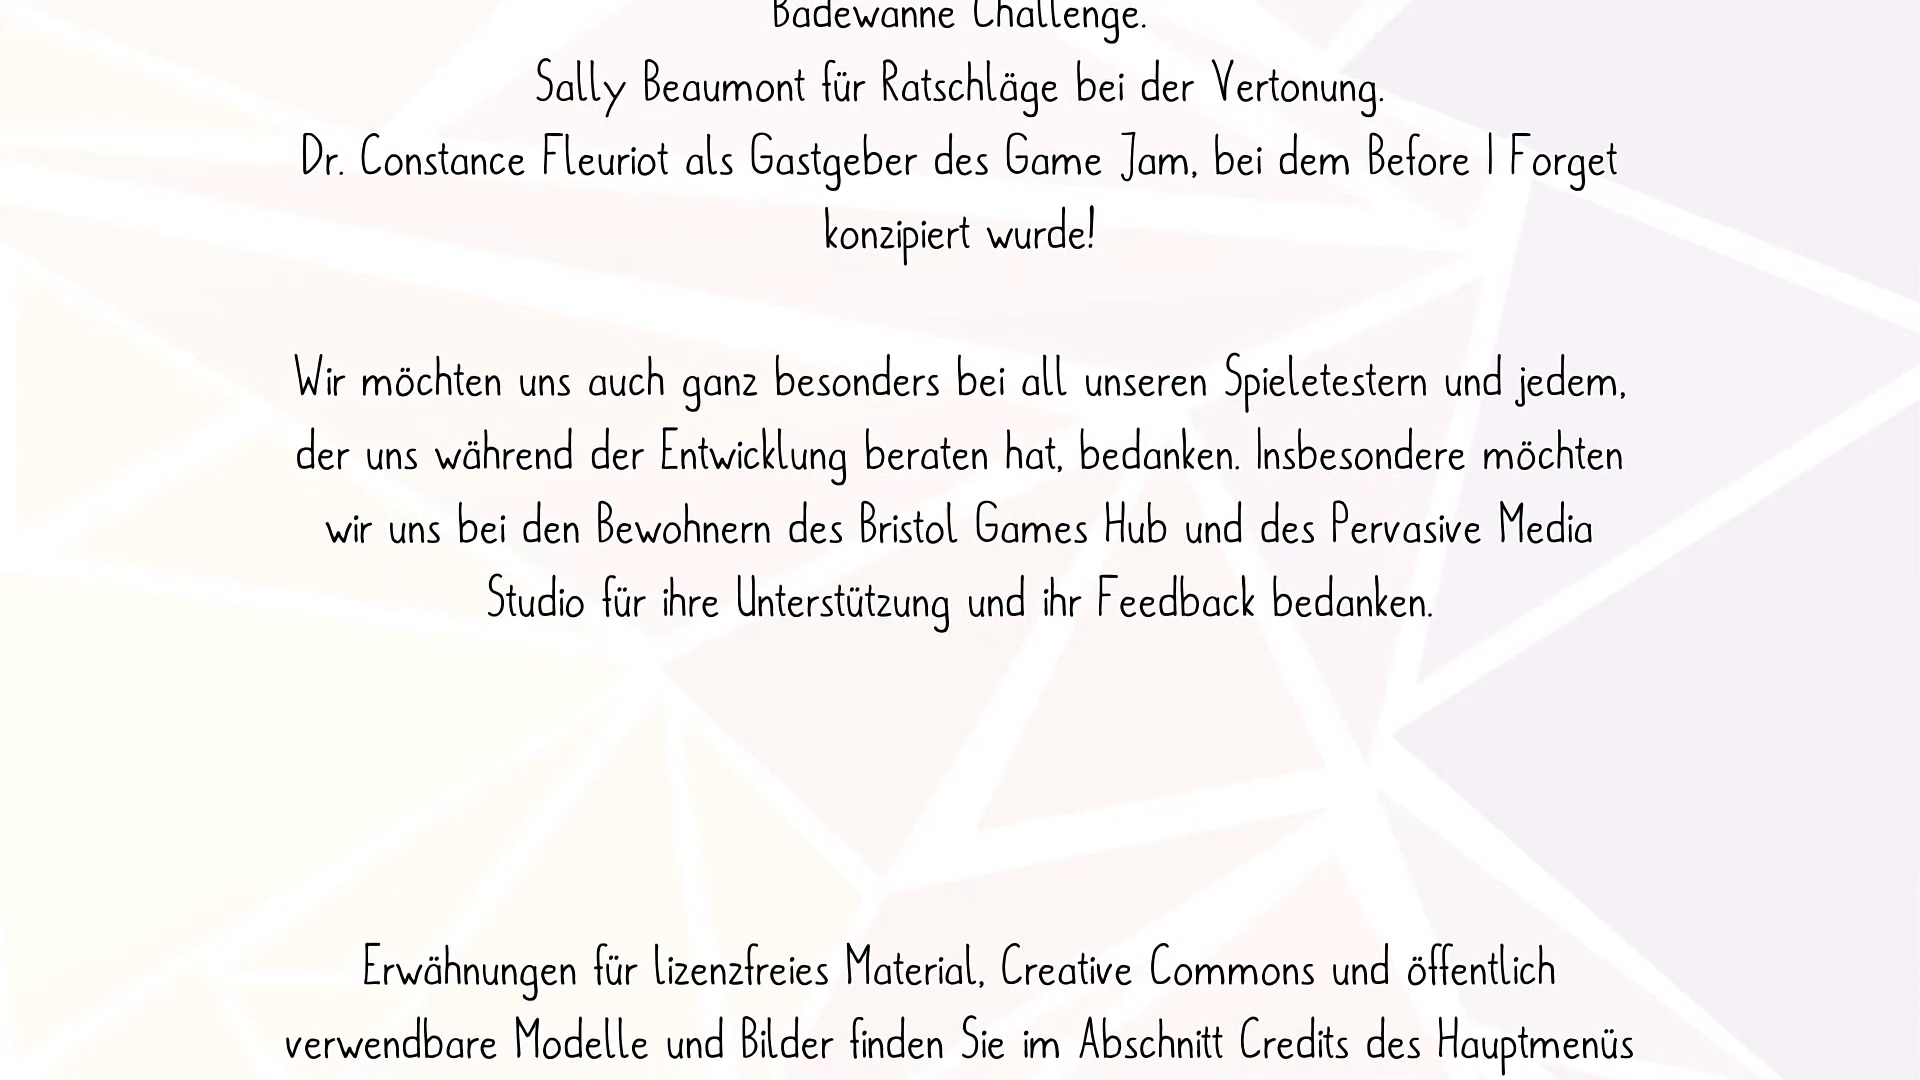 Badewanne Challenge.
Sally Beaumont für Ratschläge bei der Vertonung.
Dr. Constance Fleuriot als Gastgeber des Game Jam, bei dem Before I Forget
konzipiert wurde!
Wir möchten uns auch ganz besonders bei all unseren Spieletestern und jedem,
der uns während der Entwicklung beraten hat, bedanken. Insbesondere möchten
wir uns bei den Bewohnern des Bristol Games Hub und des Pervasive Media
Studio für ihre Unterstützung und ihr Feedback bedanken.
Erwähnungen für lizenzfreies Material, Creative Commons und öffentlich
verwendbare Modelle und Bilder finden Sie im Abschnitt Credits des Hauptmenüs